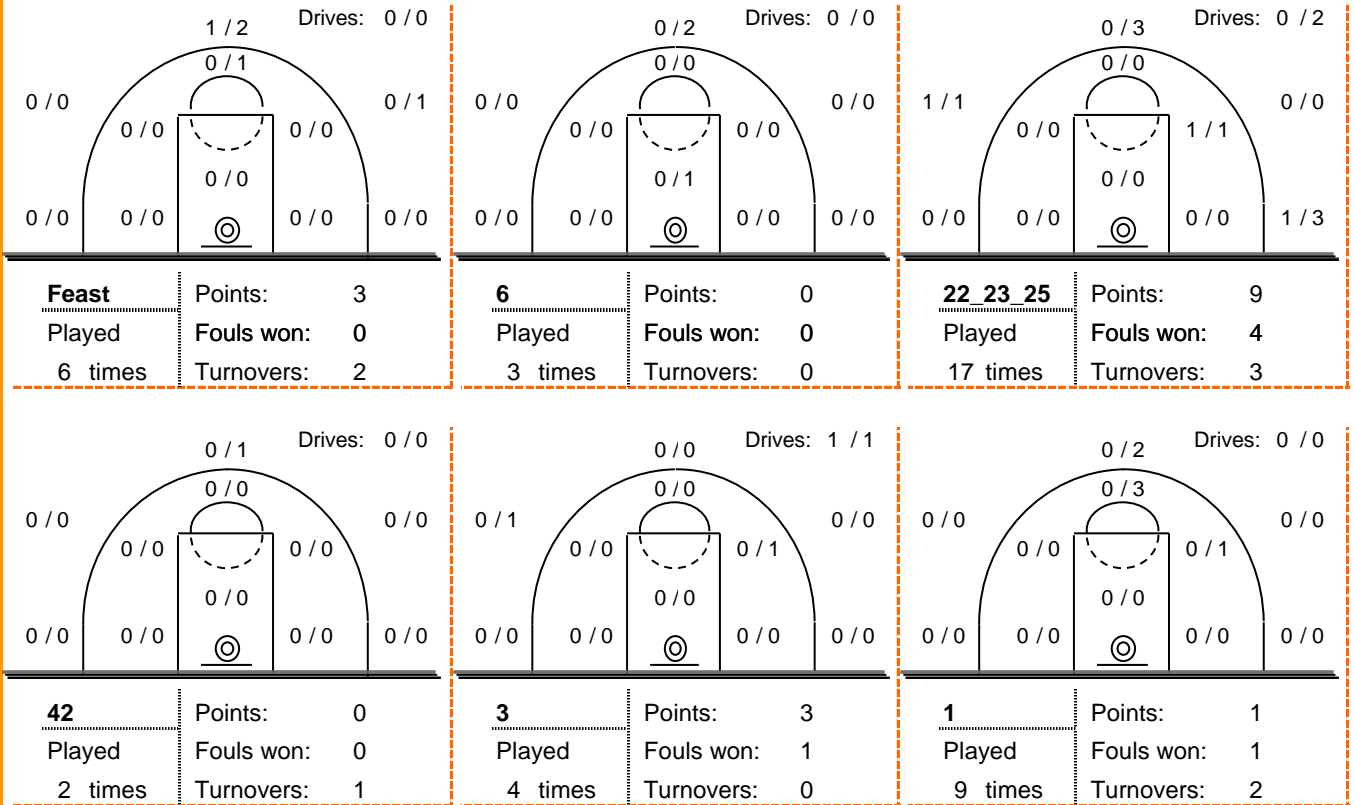 Drives: 0 / 0
1 / 2
0 / 1
0 / 0
0 / 1
0 / 0
0 / 0
0 / 0
0 / 0
0 / 0
0 / 0
0 / 0
Feast
Points: 3
Played
Fouls won: 0
6 times
Turnovers: 2
Drives: 0 / 0
0 / 2
0 / 0
0 / 0
0 / 0
0 / 0
0 / 0
0 / 1
0 / 0
0 / 0
0 / 0
0 / 0
6
Points: 0
Played
Fouls won: 0
3 times
Turnovers: 0
Drives: 0 / 2
0 / 3
0 / 0
1 / 1
0 / 0
0 / 0
1 / 1
0 / 0
0 / 0
0 / 0
0 / 0
1 / 3
22_23_25
Points: 9
Played
Fouls won: 4
17 times
Turnovers: 3
Drives: 0 / 0
0 / 1
0 / 0
0 / 0
0 / 0
0 / 0
0 / 0
0 / 0
0 / 0
0 / 0
0 / 0
0 / 0
42
Points: 0
Played
Fouls won: 0
2 times
Turnovers: 1
Drives: 1 / 1
0 / 0
0 / 0
0 / 1
0 / 0
0 / 0
0 / 1
0 / 0
0 / 0
0 / 0
0 / 0
0 / 0
3
Points: 3
Played
Fouls won: 1
4 times
Turnovers: 0
Drives: 0 / 0
0 / 2
0 / 3
0 / 0
0 / 0
0 / 0
0 / 1
0 / 0
0 / 0
0 / 0
0 / 0
0 / 0
1
Points: 1
Played
Fouls won: 1
9 times
Turnovers: 2